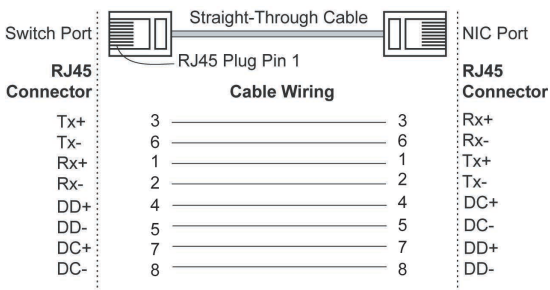 Straight-Through Cable
Switch Port
NIC Port
RJ45 Plug Pin 1
RJ45 Connector
Cable Wiring
RJ45 Connector
Tx+ 3 3 Rx+
Tx- 6 6 Rx-
Rx+ 1 1 Tx+
Rx- 2 2 Tx-
DD+ 4 4 DC+
DD- 5 5 DC-
DC+ 7 7 DD+
DC- 8 8 DD-